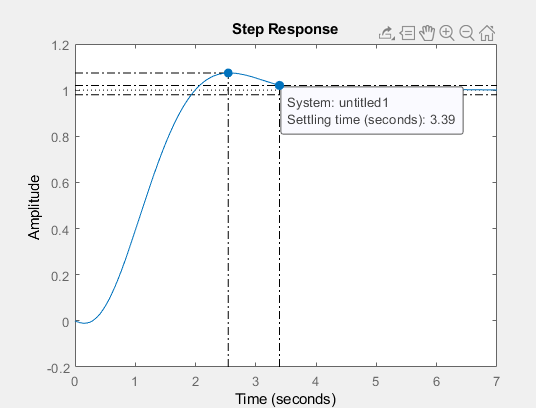 Step Response
1.2
1
0.8
0.6
0.4
0.2
0
-0.2
Amplitude
System: untitled1
Settling time (seconds): 3.39
0 1 2 3 4 5 6 7
Time (seconds)